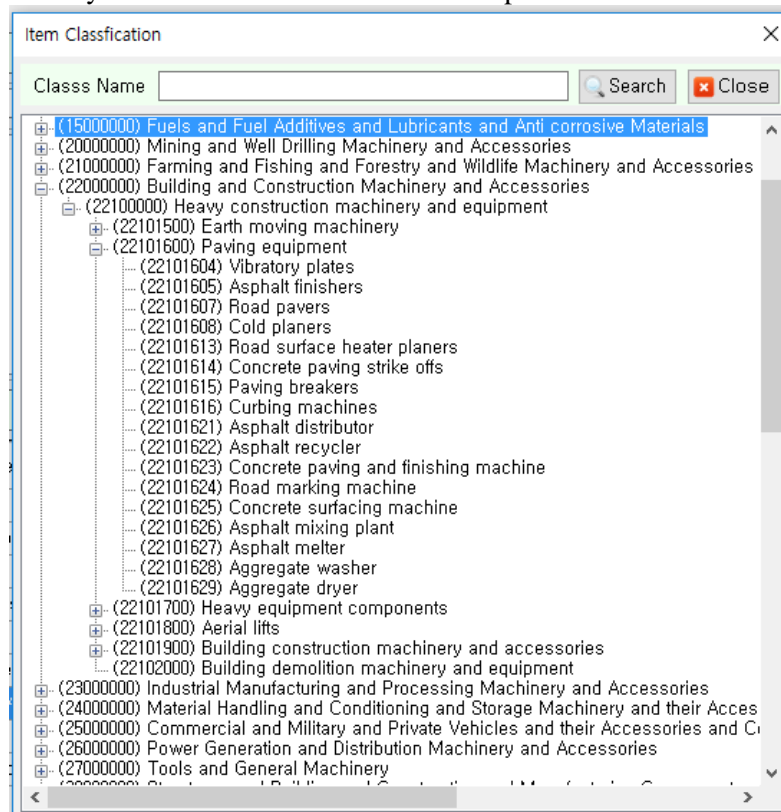 Item Classfication
Classs Name Search Close
(15000000) Fuels and Fuel Additives and Lubricants and Anti corrosive Materials
(20000000) Mining and Well Drilling Machinery and Accessories
(21000000) Farming and Fishing and Forestry and Wildlife Machinery and Accessories
(22000000) Building and Construction Machinery and Accessories
(22100000) Heavy construction machinery and equipment
(22101500) Earth moving machinery
(22101600) Paving equipment
(22101604) Vibratory plates
(22101605) Asphalt finishers
(22101607) Road pavers
(22101608) Cold planers
(22101613) Road surface heater planers
(22101614) Concrete paving strike offs
(22101615) Paving breakers
(22101616) Curbing machines
(22101621) Asphalt distributor
(22101622) Asphalt recycler
(22101623) Concrete paving and finishing machine
(22101624) Road marking machine
(22101625) Concrete surfacing machine
(22101626) Asphalt mixing plant
(22101627) Asphalt melter
(22101628) Aggregate washer
(22101629) Aggregate dryer
(22101700) Heavy equipment components
(22101800) Aerial lifts
(22101900) Building construction machinery and accessories
(22102000) Building demolition machinery and equipment
(23000000) Industrial Manufacturing and Processing Machinery and Accessories
(24000000) Material Handling and Conditioning and Storage Machinery and their Acces
(25000000) Commercial and Military and Private Vehicles and their Accessories and
(26000000) Power Generation and Distribution Machinery and Accessories
(27000000) Tools and General Machinery